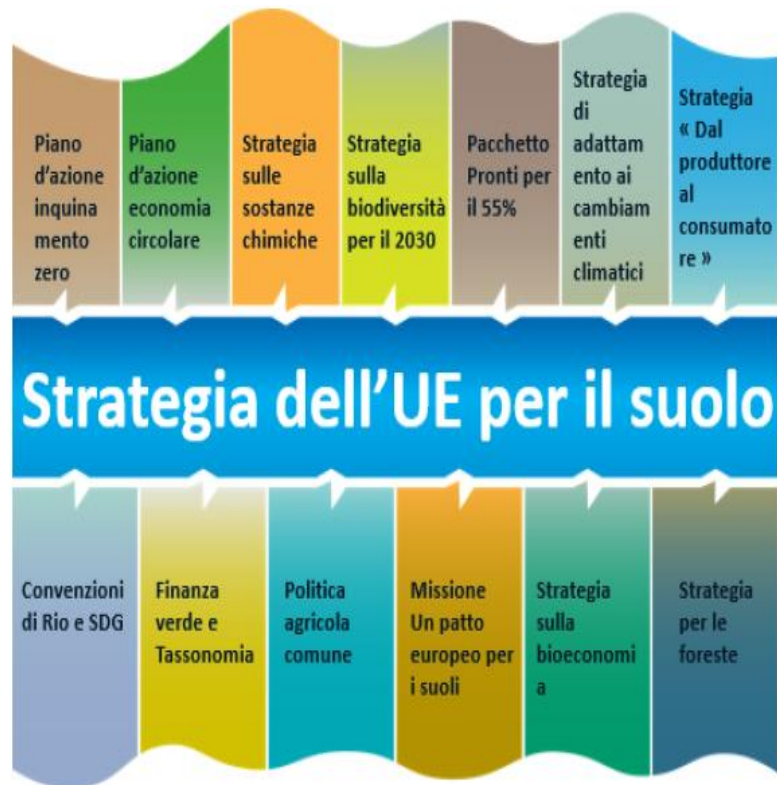 Piano
d'azione
inquina
mento
zero
Piano
d'azione
economia
circolare
Strategia
sulle
sostanze
chimiche
Strategia
sulla
biodiversità
per il 2030
Pacchetto
Pronti per
il 55%
Strategia
di
adattam
ento ai
cambiam
enti
climatici
Strategia
« Dal
produttore
al
consumato
re »
Strategia dell'UE per il suolo
Convenzioni
di Rio e SDG
Finanza
verde e
Tassonomia
Politica
agricola
comune
Missione
Un patto
europeo per
i suoli
Strategia
sulla
bioeconomi
a
Strategia
per le
foreste